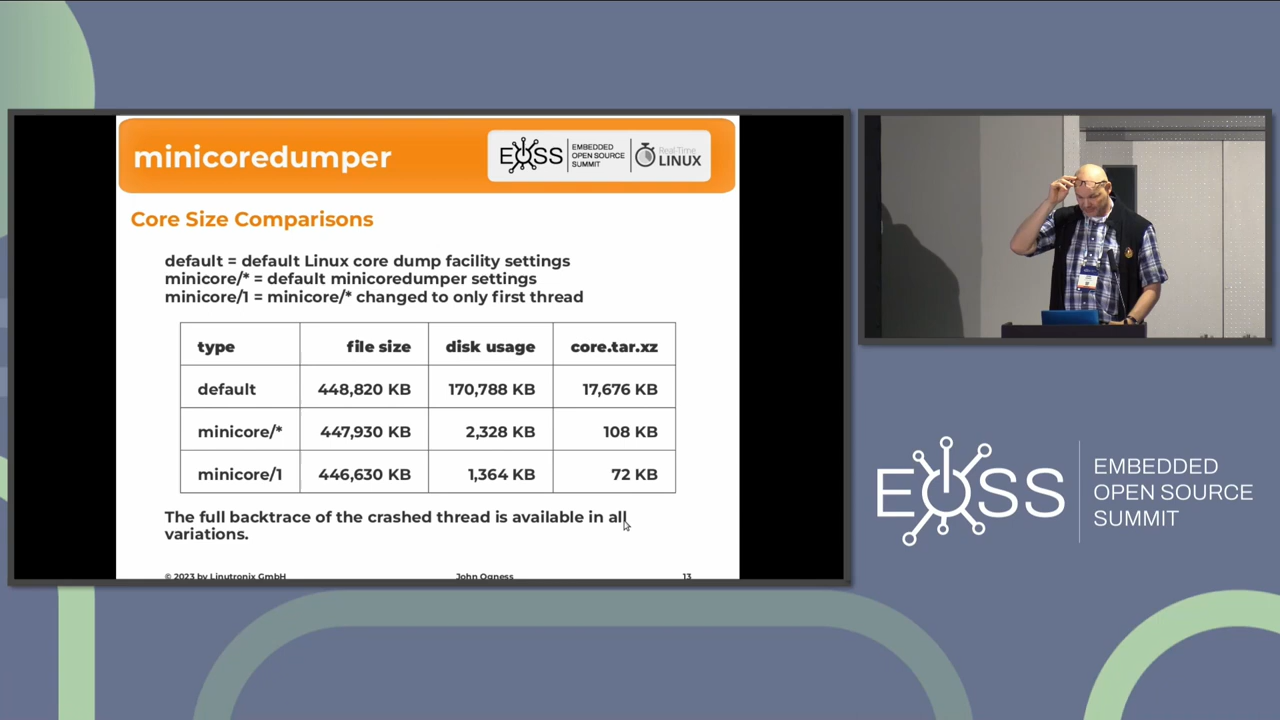 minicoredumper
EOSS
EMBEDDED
OPEN SOURCE
SUMMIT
Real-Time
LINUX
Core Size Comparisons
default = default Linux core dump facility settings
minicore/* = default minicoredumper settings
minicore/1 = minicore/* changed to only first thread
type file size disk usage core.tar.xz
default 448,820 KB 170,788 KB 17,676 KB
minicore/* 447,930 KB 2,328 KB 108 KB
minicore/1 446,630 KB 1,364 KB 72 KB
The full backtrace of the crashed thread is available in all
variations.
© 2023 by Linutronix GmbH John Ogness 13
EOSS
EMBEDDED
OPEN SOURCE
SUMMIT